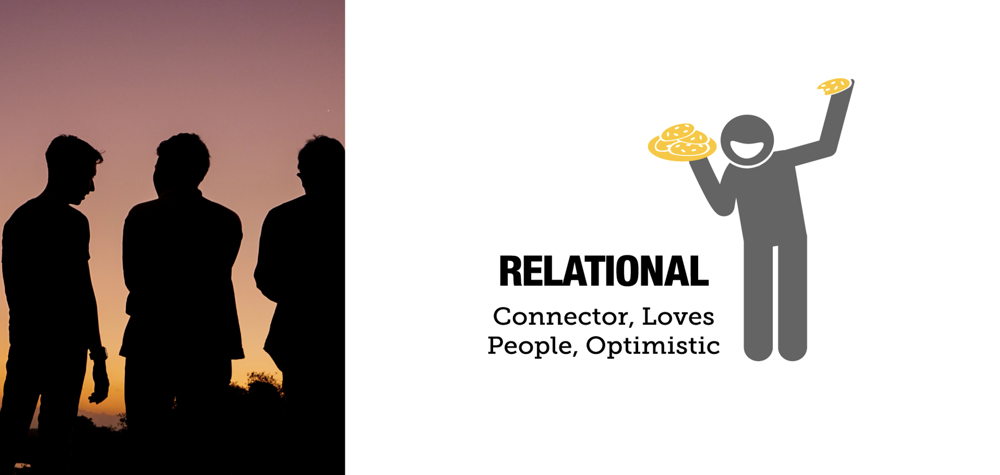 RELATIONAL
Connector, Loves
People, Optimistic